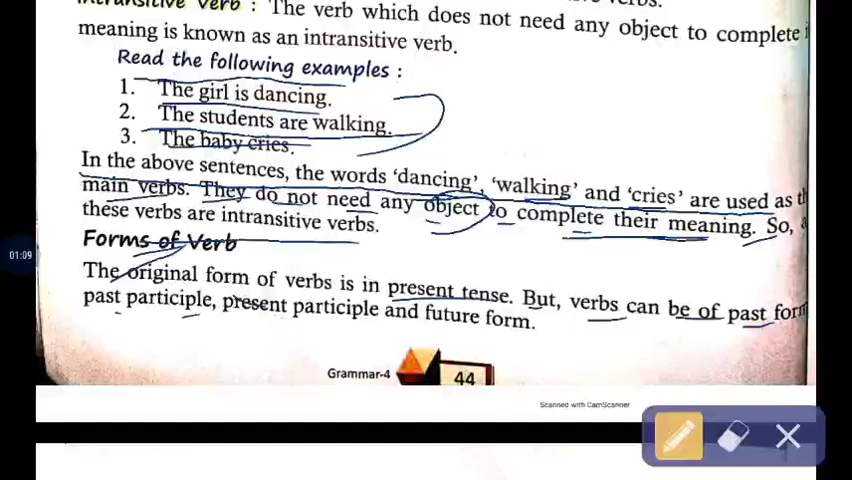 Intransitive Verb : The verb which does not need any object to complete
meaning is known as an intransitive verb.
Read the following examples :
1. The girl is dancing.
2. The students are walking.
3. The baby cries.
In the above sentences, the words 'dancing', 'walking' and 'cries' are used as
main verbs. They do not need any object to complete their meaning. So,
these verbs are intransitive verbs.
Forms of Verb
The original form of verbs is in present tense. But, verbs can be of past form
past participle, present participle and future form.
Grammar-4
44
Scanned with CamScanner
01:09